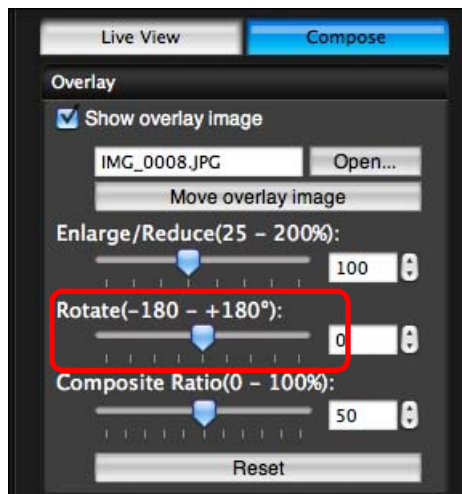 Live View Compose
Overlay
Show overlay image
IMG_0008.JPG Open...
Move overlay image
Enlarge/Reduce(25 – 200%):
100
Rotate(-180 – +180°):
0
Composite Ratio(0 – 100%):
50
Reset